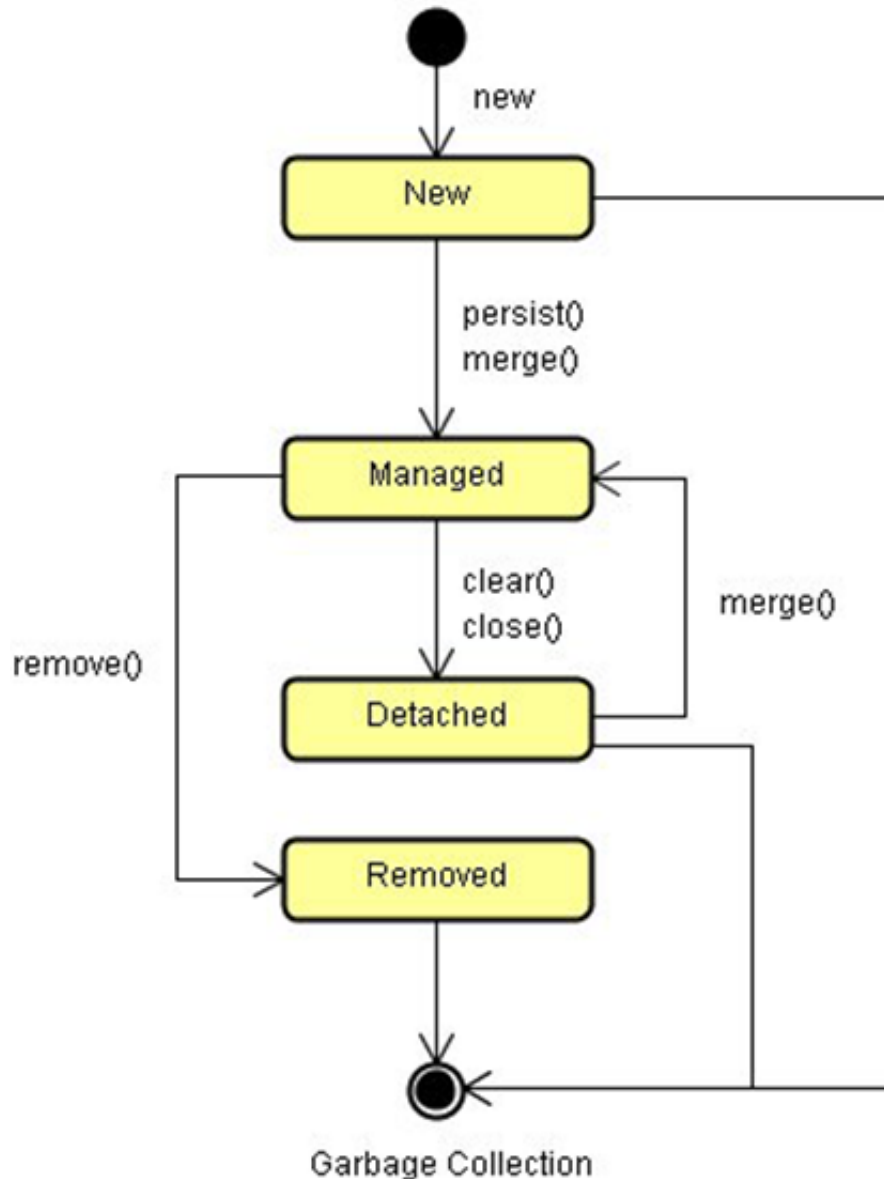 new
New
persist()
merge()
Managed
clear()
close()
merge()
remove()
Detached
Removed
Garbage Collection